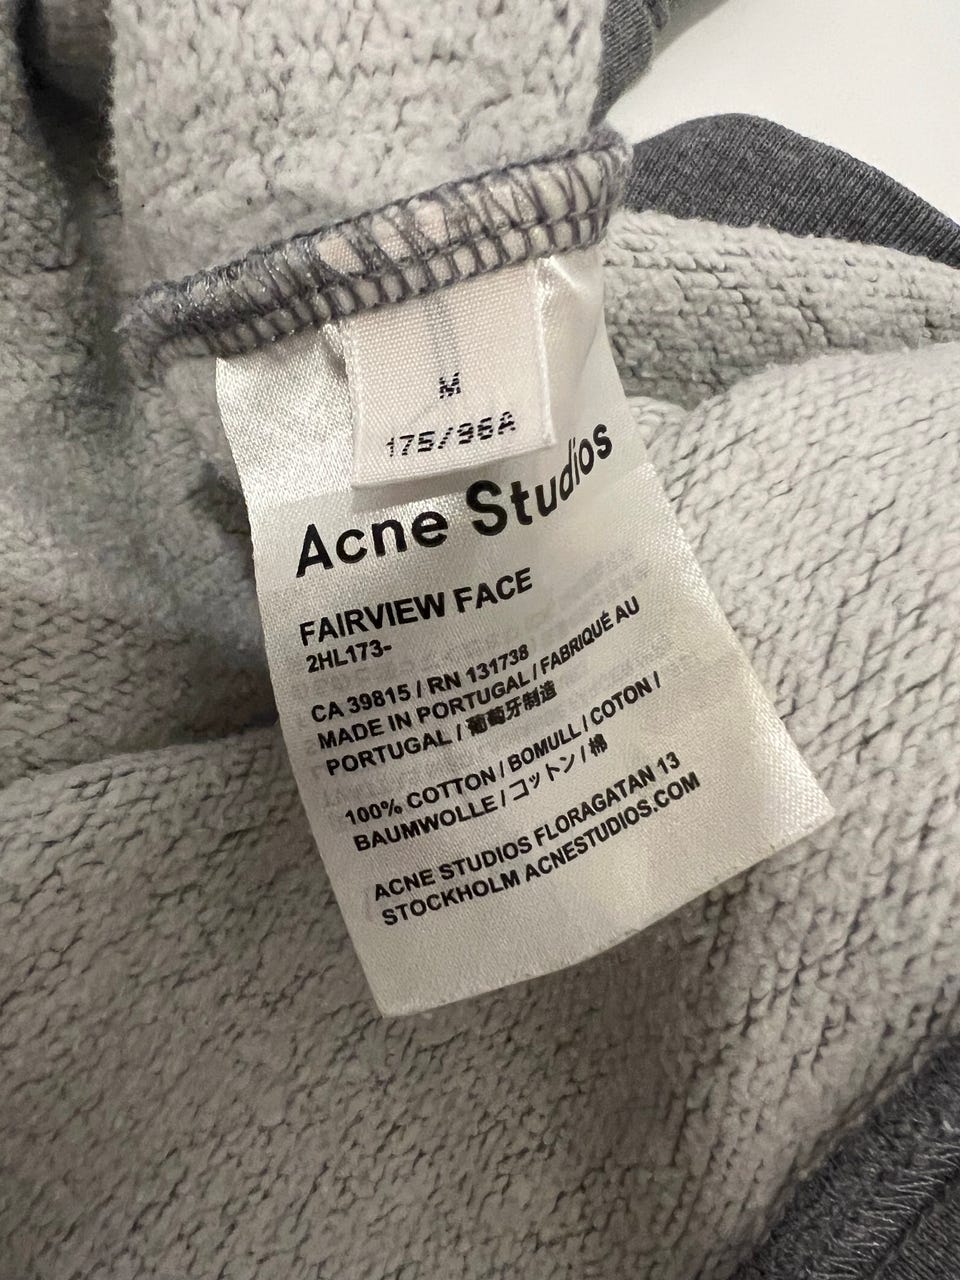 M
175/96A
Acne Studios
FAIRVIEW FACE
2HL173-
CA 39815 / RN 131738
MADE IN PORTUGAL / FABRIQUÉ AU
PORTUGAL / 葡萄牙制造
100% COTTON / BOMULL / COTON /
BAUMWOLLE / コットン / 棉
ACNE STUDIOS FLORAGATAN 13
STOCKHOLM ACNESTUDIOS.COM